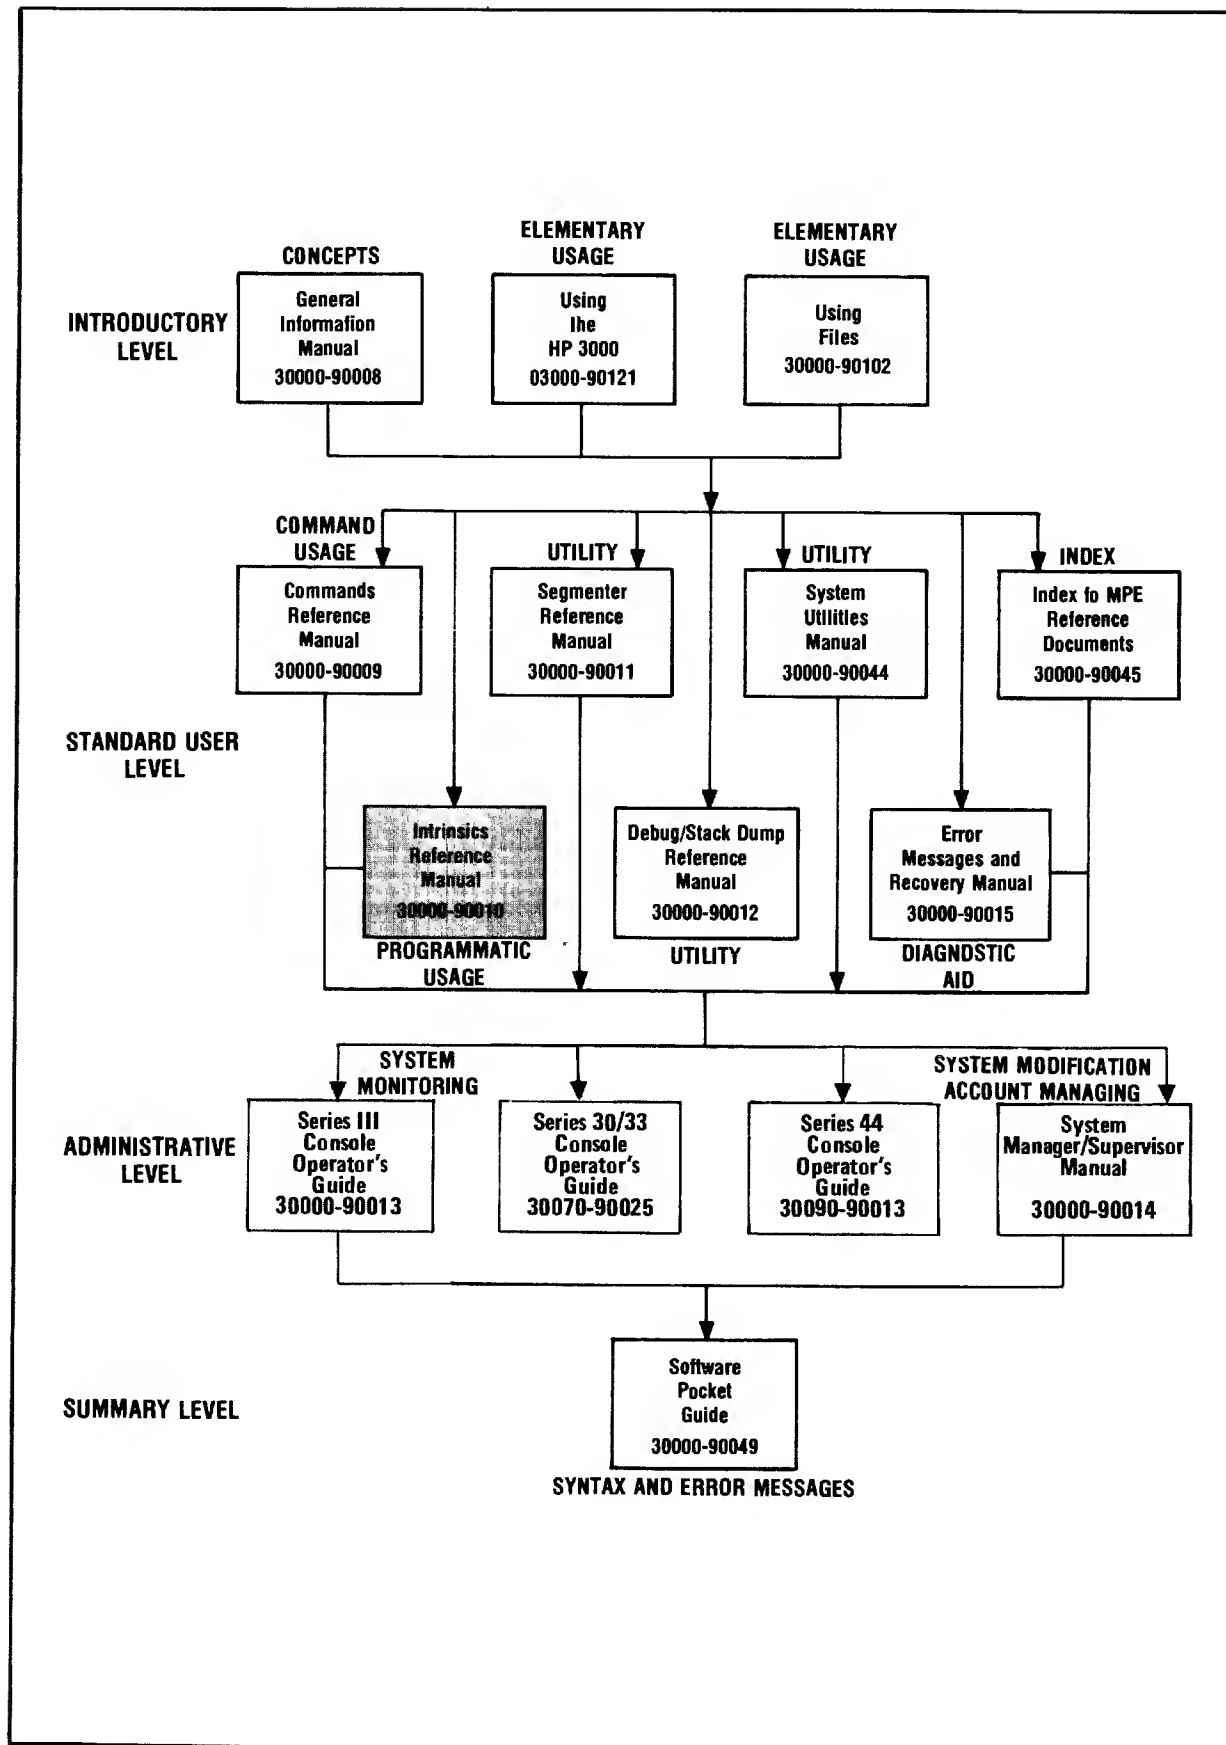 CONCEPTS
General
Information
Manual
30000-90008
ELEMENTARY
USAGE
Using
Ihe
HP 3000
03000-90121
ELEMENTARY
USAGE
Using
Files
30000-90102
INTRODUCTORY
LEVEL
COMMAND
USAGE
Commands
Reference
Manual
30000-90009
UTILITY
Segmenter
Reference
Manual
30000-90011
UTILITY
System
Utilities
Manual
30000-90044
INDEX
Index fo MPE
Reference
Documents
30000-90045
STANDARD USER
LEVEL
Intrinsics
Reference
Manual
30000-90010
PROGRAMMATIC
USAGE
Debug/Stack Dump
Reference
Manual
30000-90012
UTILITY
Error
Messages and
Recovery Manual
30000-90015
DIAGNDSTIC
AID
SYSTEM
MONITORING
SYSTEM MODIFICATION
ACCOUNT MANAGING
ADMINISTRATIVE
LEVEL
Series III
Console
Operator's
Guide
30000-90013
Series 30/33
Console
Operator's
Guide
30070-90025
Series 44
Console
Operator's
Guide
30090-90013
System
Manager/Supervisor
Manual
30000-90014
SUMMARY LEVEL
Software
Pocket
Guide
30000-90049
SYNTAX AND ERROR MESSAGES